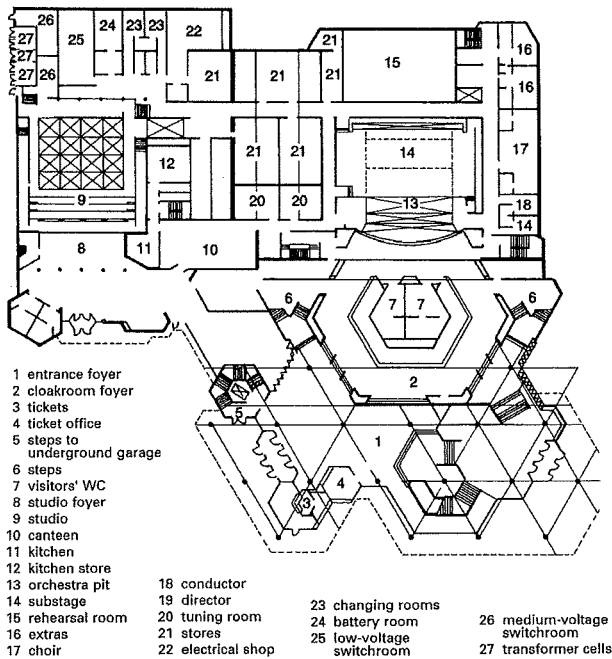 26 24 23 23 22
27 25 21 15 16
27 26 21 21 16
27
21 21 14 17
12
9 20 20 13 18
14
8 11 10
6 7 7 6
2
5 1
4
3
1 entrance foyer
2 cloakroom foyer
3 tickets
4 ticket office
5 steps to
underground garage
6 steps
7 visitors' WC
8 studio foyer
9 studio
10 canteen
11 kitchen
12 kitchen store
13 orchestra pit
14 substage
15 rehearsal room
16 extras
17 choir
18 conductor
19 director
20 tuning room
21 stores
22 electrical shop
23 changing rooms
24 battery room
25 low-voltage
switchroom
26 medium-voltage
switchroom
27 transformer cells